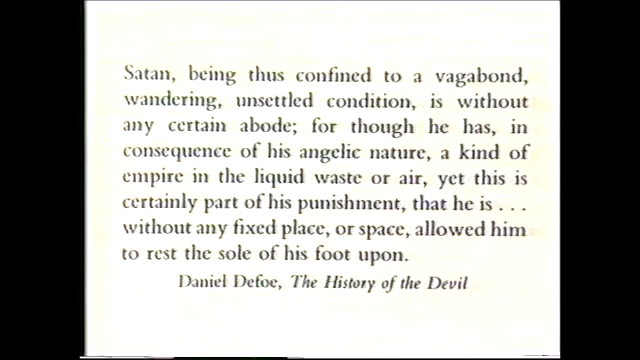 Satan, being thus confined to a vagabond,
wandering, unsettled condition, is without
any certain abode; for though he has, in
consequence of his angelic nature, a kind of
empire in the liquid waste or air, yet this is
certainly part of his punishment, that he is . . .
without any fixed place, or space, allowed him
to rest the sole of his foot upon.
Daniel Defoe, The History of the Devil